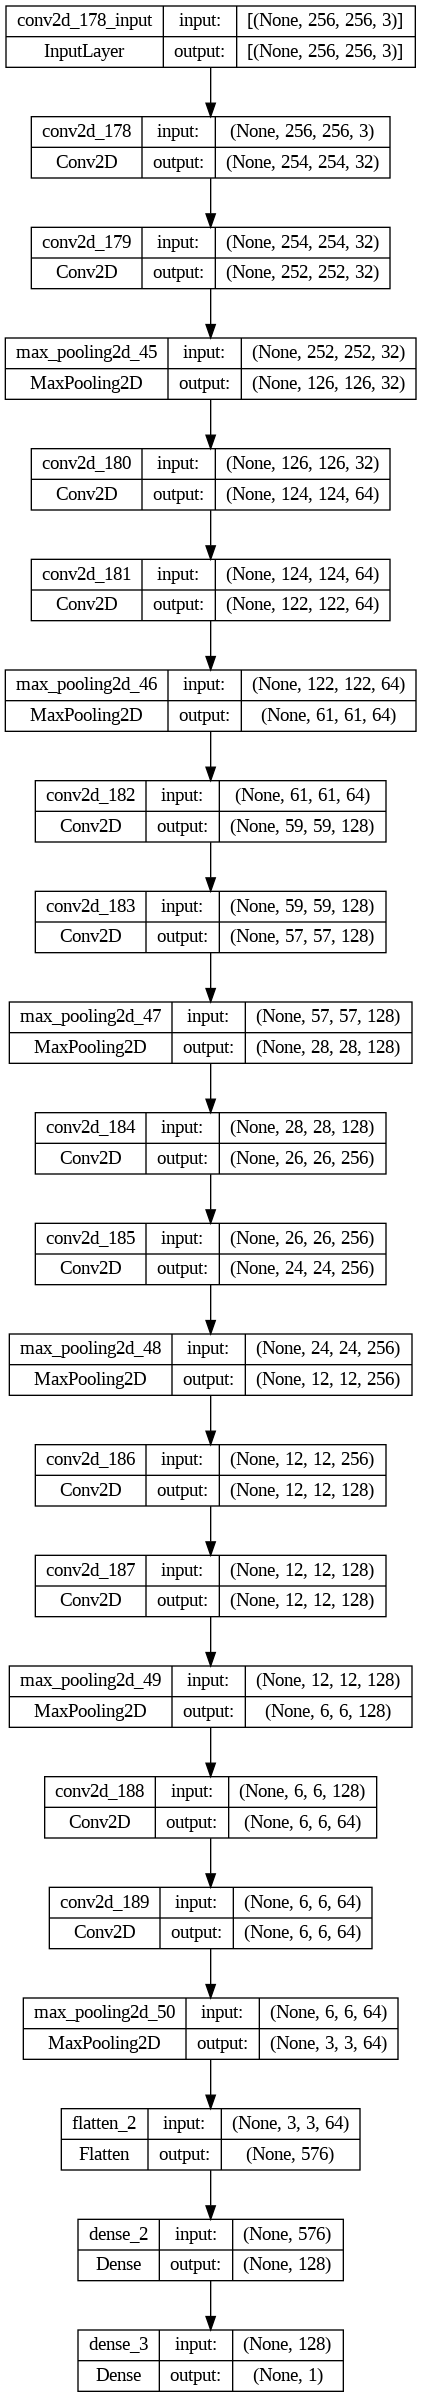 conv2d_178_input input: [(None, 256, 256, 3)]
InputLayer output: [(None, 256, 256, 3)]
conv2d_178 input: (None, 256, 256, 3)
Conv2D output: (None, 254, 254, 32)
conv2d_179 input: (None, 254, 254, 32)
Conv2D output: (None, 252, 252, 32)
max_pooling2d_45 input: (None, 252, 252, 32)
MaxPooling2D output: (None, 126, 126, 32)
conv2d_180 input: (None, 126, 126, 32)
Conv2D output: (None, 124, 124, 64)
conv2d_181 input: (None, 124, 124, 64)
Conv2D output: (None, 122, 122, 64)
max_pooling2d_46 input: (None, 122, 122, 64)
MaxPooling2D output: (None, 61, 61, 64)
conv2d_182 input: (None, 61, 61, 64)
Conv2D output: (None, 59, 59, 128)
conv2d_183 input: (None, 59, 59, 128)
Conv2D output: (None, 57, 57, 128)
max_pooling2d_47 input: (None, 57, 57, 128)
MaxPooling2D output: (None, 28, 28, 128)
conv2d_184 input: (None, 28, 28, 128)
Conv2D output: (None, 26, 26, 256)
conv2d_185 input: (None, 26, 26, 256)
Conv2D output: (None, 24, 24, 256)
max_pooling2d_48 input: (None, 24, 24, 256)
MaxPooling2D output: (None, 12, 12, 256)
conv2d_186 input: (None, 12, 12, 256)
Conv2D output: (None, 12, 12, 128)
conv2d_187 input: (None, 12, 12, 128)
Conv2D output: (None, 12, 12, 128)
max_pooling2d_49 input: (None, 12, 12, 128)
MaxPooling2D output: (None, 6, 6, 128)
conv2d_188 input: (None, 6, 6, 128)
Conv2D output: (None, 6, 6, 64)
conv2d_189 input: (None, 6, 6, 64)
Conv2D output: (None, 6, 6, 64)
max_pooling2d_50 input: (None, 6, 6, 64)
MaxPooling2D output: (None, 3, 3, 64)
flatten_2 input: (None, 3, 3, 64)
Flatten output: (None, 576)
dense_2 input: (None, 576)
Dense output: (None, 128)
dense_3 input: (None, 128)
Dense output: (None, 1)